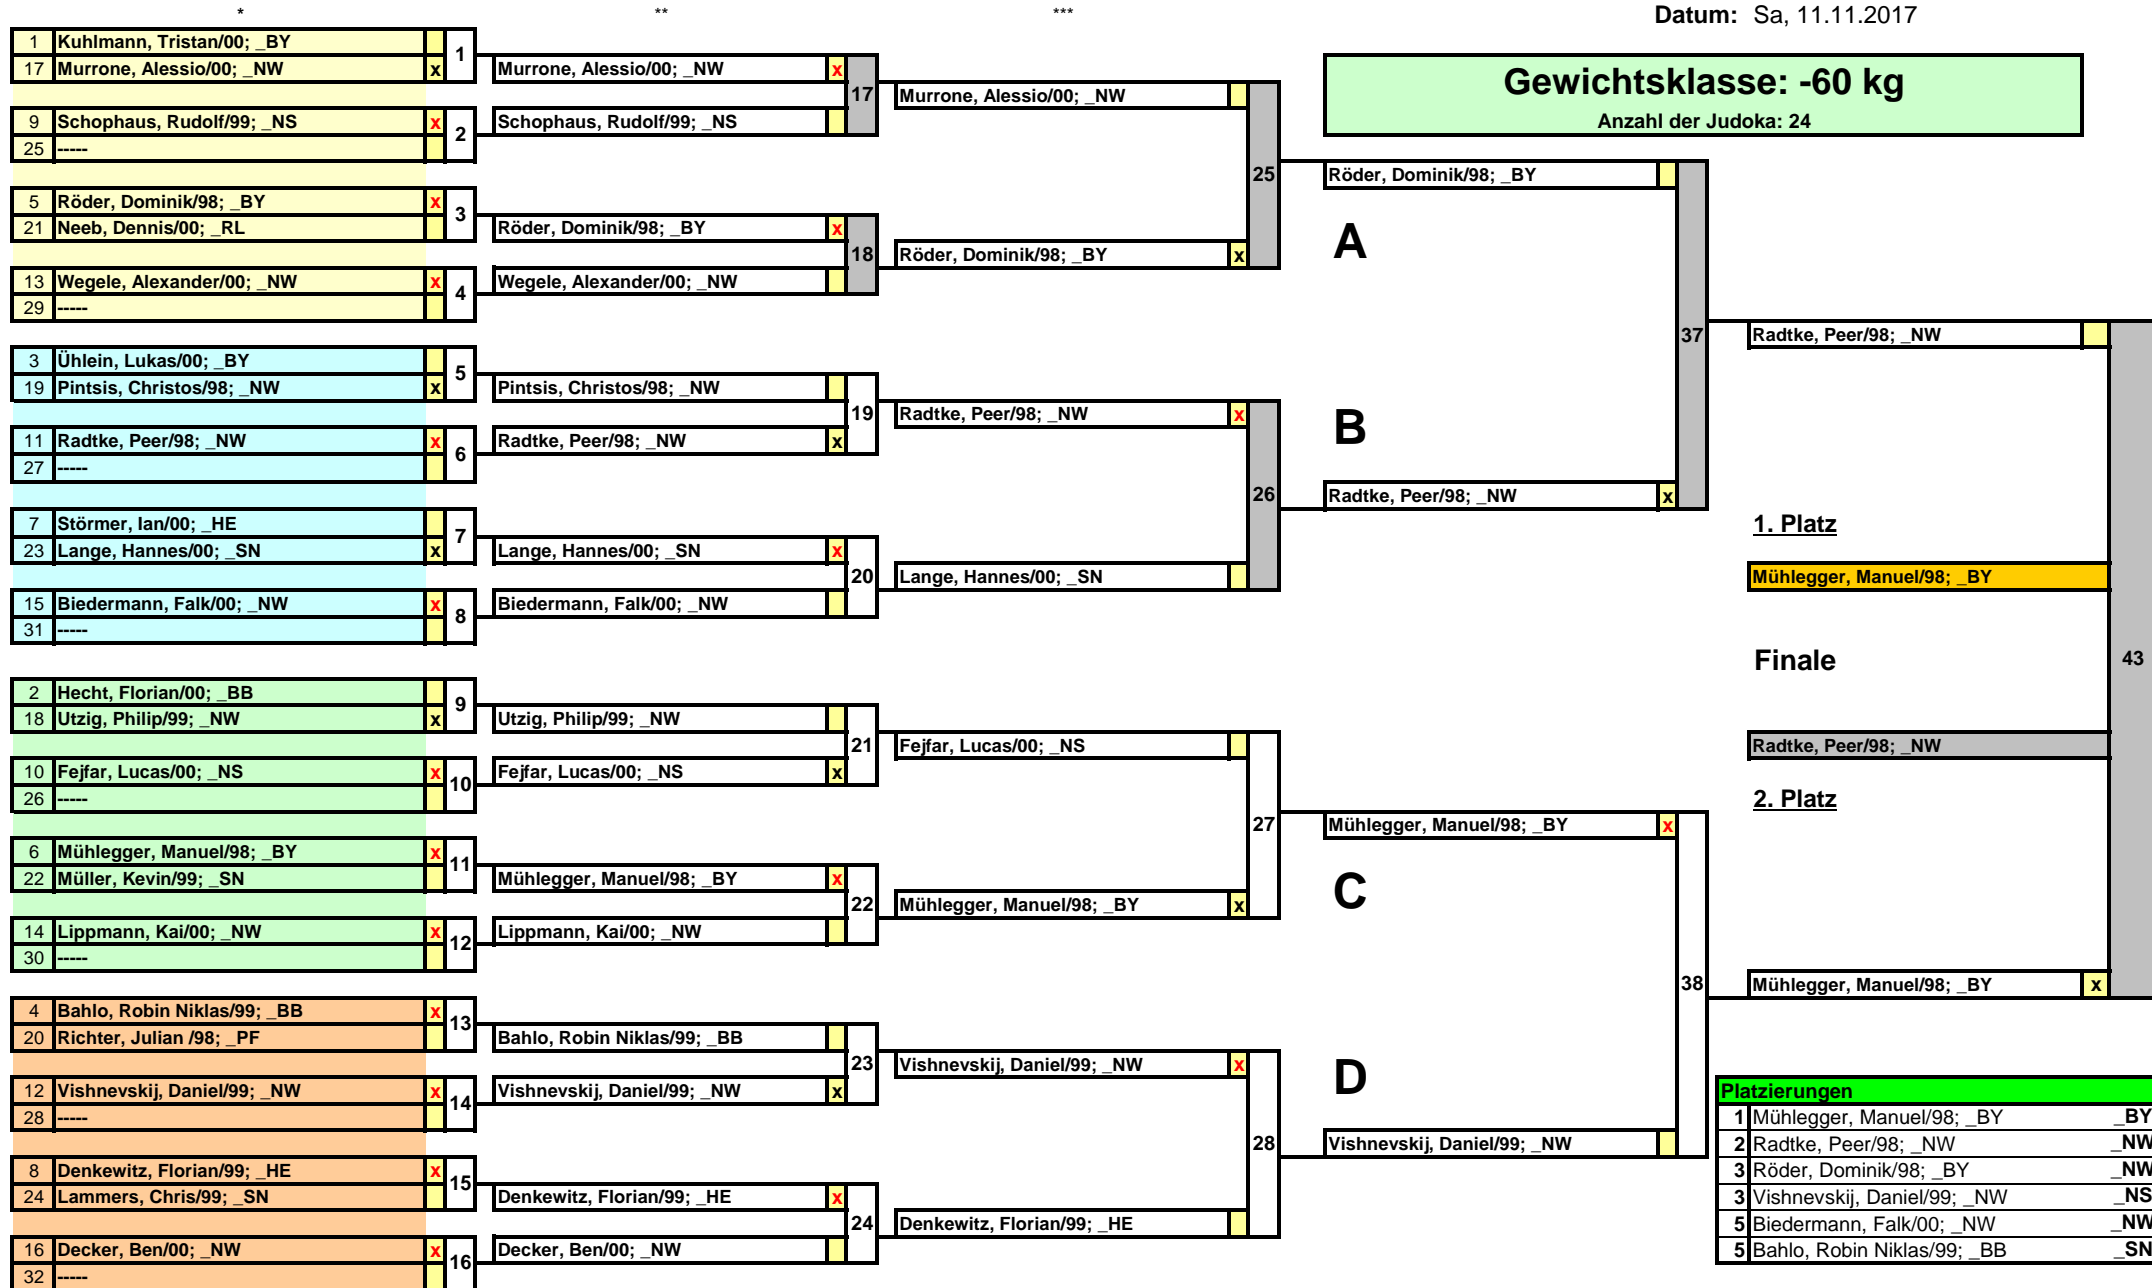 * ** *** Datum: Sa, 11.11.2017
Gewichtsklasse: -60 kg
Anzahl der Judoka: 24
1 Kuhlmann, Tristan/00; _BY
17 Murrone, Alessio/00; _NW x
1
9 Schophaus, Rudolf/99; _NS x
25 -----
2
5 Röder, Dominik/98; _BY x
21 Neeb, Dennis/00; _RL
3
13 Wegele, Alexander/00; _NW x
29 -----
4
3 Ühlein, Lukas/00; _BY
19 Pintsis, Christos/98; _NW x
5
11 Radtke, Peer/98; _NW x
27 -----
6
7 Störmer, Ian/00; _HE
23 Lange, Hannes/00; _SN x
7
15 Biedermann, Falk/00; _NW x
31 -----
8
2 Hecht, Florian/00; _BB
18 Utzig, Philip/99; _NW x
9
10 Fejfar, Lucas/00; _NS x
26 -----
10
6 Mühlegger, Manuel/98; _BY x
22 Müller, Kevin/99; _SN
11
14 Lippmann, Kai/00; _NW x
30 -----
12
4 Bahlo, Robin Niklas/99; _BB x
20 Richter, Julian /98; _PF
13
12 Vishnevskij, Daniel/99; _NW x
28 -----
14
8 Denkewitz, Florian/99; _HE x
24 Lammers, Chris/99; _SN
15
16 Decker, Ben/00; _NW x
32 -----
16
Murrone, Alessio/00; _NW x
17
Schophaus, Rudolf/99; _NS
Röder, Dominik/98; _BY x
18
Wegele, Alexander/00; _NW
Pintsis, Christos/98; _NW
19
Radtke, Peer/98; _NW x
Lange, Hannes/00; _SN x
20
Biedermann, Falk/00; _NW
Utzig, Philip/99; _NW
21
Fejfar, Lucas/00; _NS x
Mühlegger, Manuel/98; _BY x
22
Lippmann, Kai/00; _NW
Bahlo, Robin Niklas/99; _BB
23
Vishnevskij, Daniel/99; _NW x
Denkewitz, Florian/99; _HE x
24
Decker, Ben/00; _NW
Murrone, Alessio/00; _NW
25
Röder, Dominik/98; _BY x
Radtke, Peer/98; _NW x
26
Lange, Hannes/00; _SN
Fejfar, Lucas/00; _NS
27
Mühlegger, Manuel/98; _BY x
Vishnevskij, Daniel/99; _NW x
28
Denkewitz, Florian/99; _HE
Röder, Dominik/98; _BY
A
37
B
Radtke, Peer/98; _NW x
Mühlegger, Manuel/98; _BY x
C
38
D
Vishnevskij, Daniel/99; _NW
Radtke, Peer/98; _NW
1. Platz
Mühlegger, Manuel/98; _BY
Finale 43
Radtke, Peer/98; _NW
2. Platz
Mühlegger, Manuel/98; _BY x
Platzierungen
1 Mühlegger, Manuel/98; _BY _BY
2 Radtke, Peer/98; _NW _NW
3 Röder, Dominik/98; _BY _NW
3 Vishnevskij, Daniel/99; _NW _NS
5 Biedermann, Falk/00; _NW _NW
5 Bahlo, Robin Niklas/99; _BB _SN